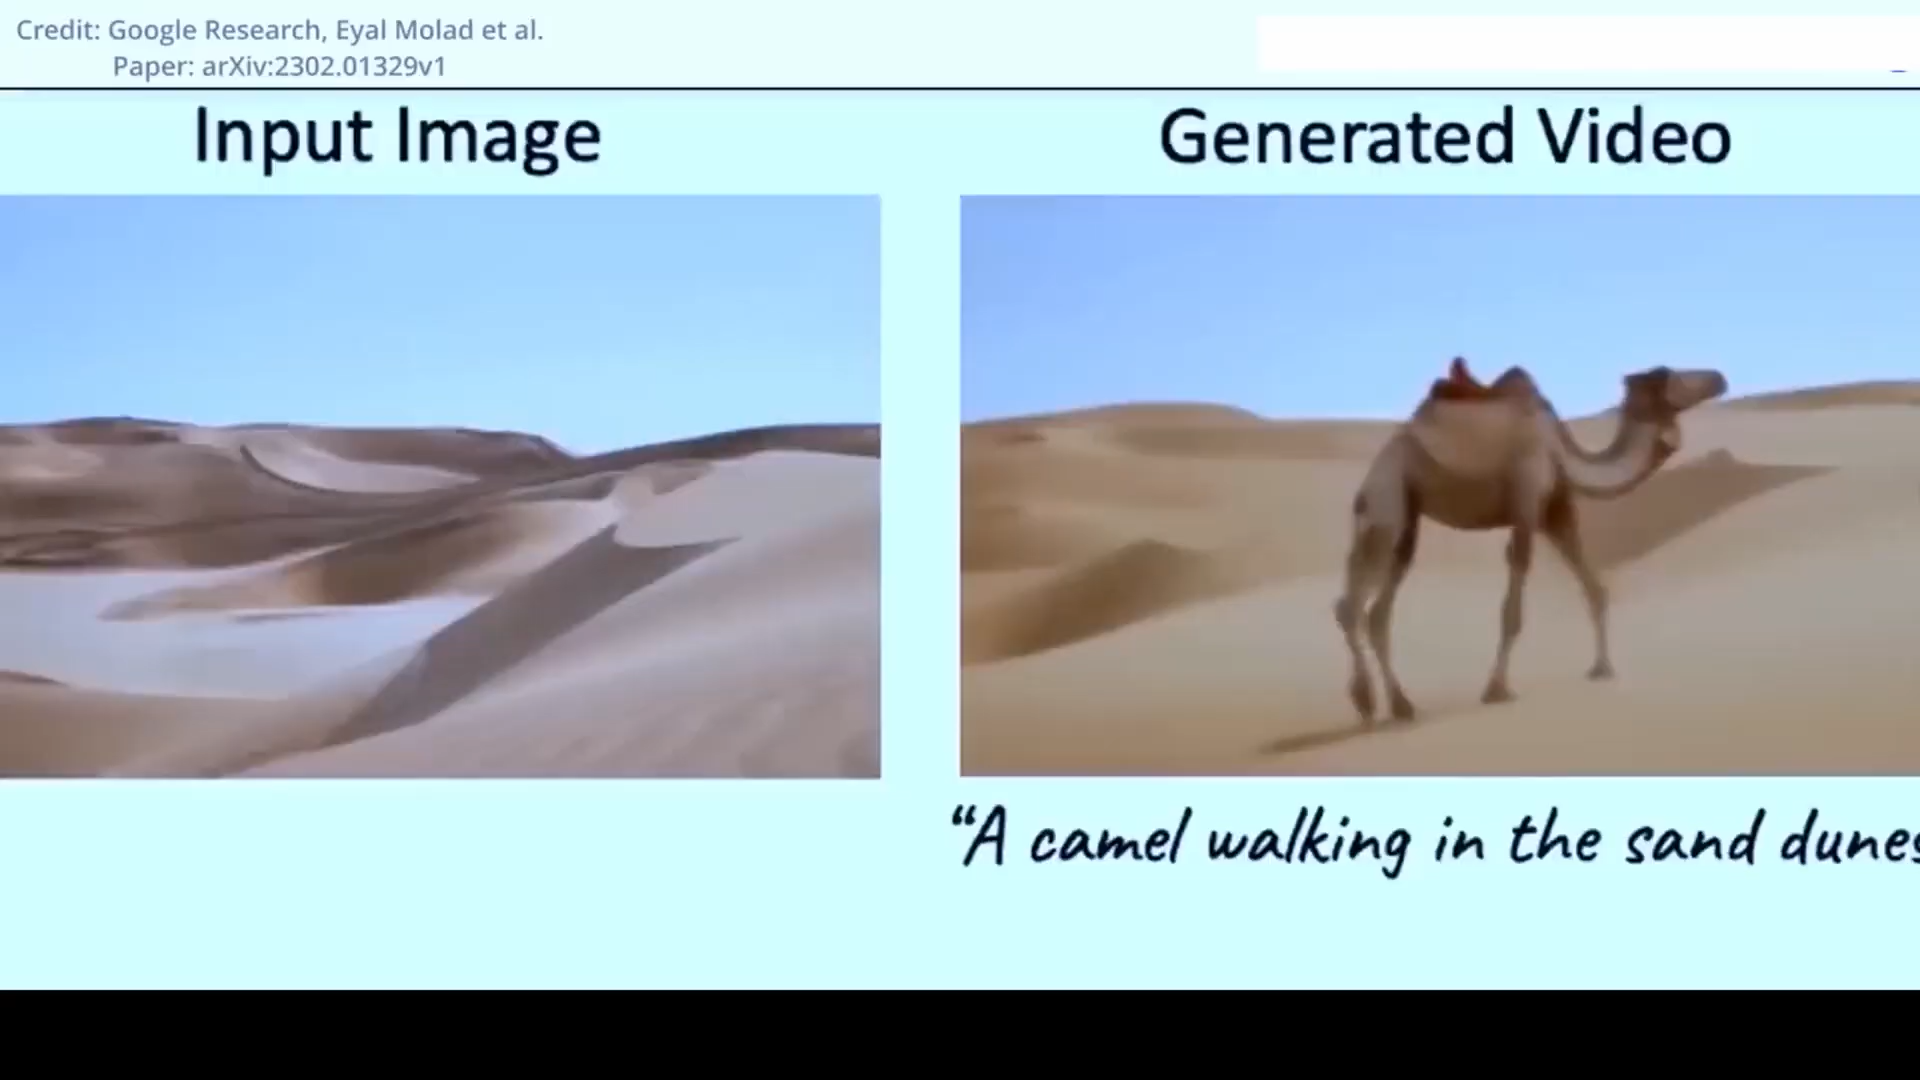 Credit: Google Research, Eyal Molad et al.
Paper: arXiv:2302.01329v1
Input Image
Generated Video
“A camel walking in the sand dunes